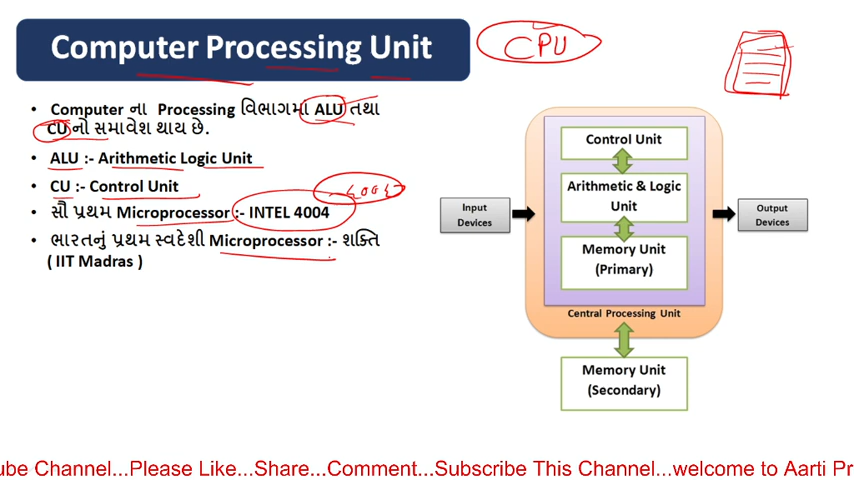 Computer Processing Unit
CPU
• Computer ના Processing વિભાગમાં ALU તથા
CU નો સમાવેશ થાય છે.
• ALU :- Arithmetic Logic Unit
• CU :- Control Unit
• સૌ પ્રથમ Microprocessor :- INTEL 4004
• ભારતનું પ્રથમ સ્વદેશી Microprocessor :- શક્તિ
( IIT Madras )
Control Unit
Arithmetic & Logic
Unit
Memory Unit
(Primary)
Central Processing Unit
Input
Devices
Output
Devices
Memory Unit
(Secondary)
ube Channel...Please Like...Share...Comment...Subscribe This Channel...welcome to Aarti Pr